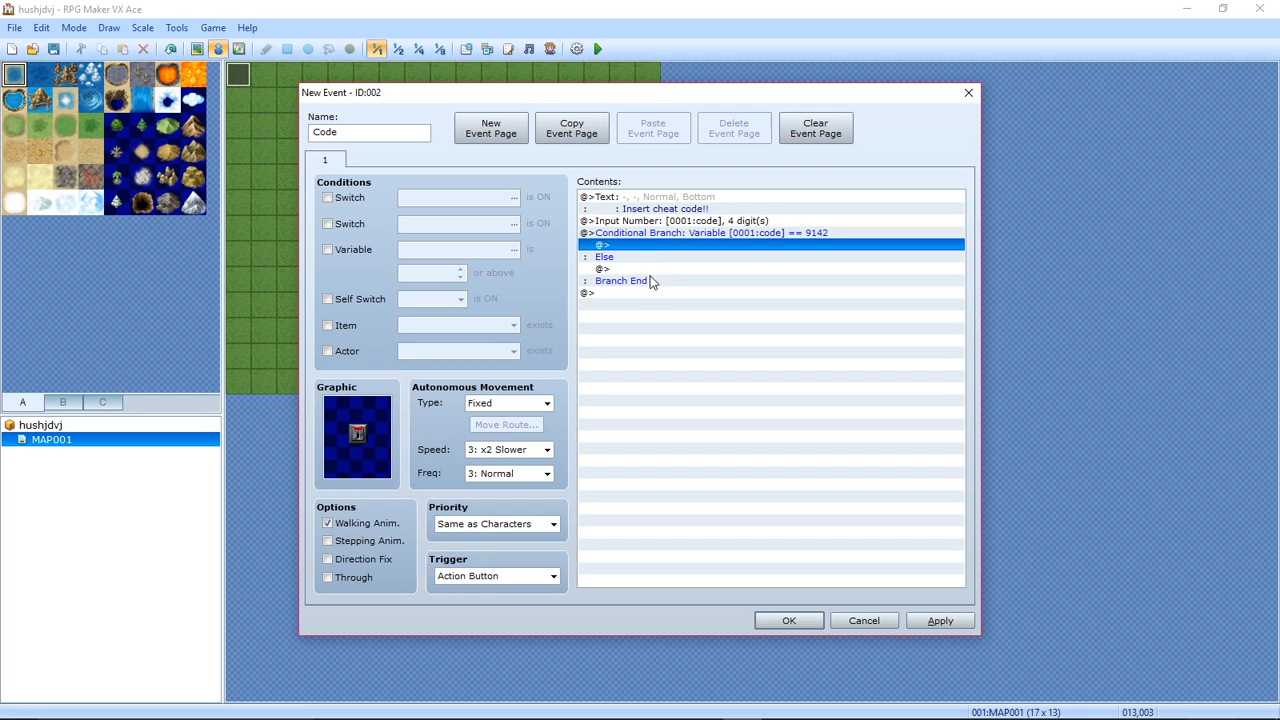 hushjdvj - RPG Maker VX Ace
File Edit Mode Draw Scale Tools Game Help
New Event - ID:002
Name:
Code
New Event Page
Copy Event Page
Paste Event Page
Delete Event Page
Clear Event Page
1
Conditions
Switch ... is ON
Switch ... is ON
Variable ... is
or above
Self Switch is ON
Item exists
Actor exists
Graphic
Autonomous Movement
Type: Fixed
Move Route...
Speed: 3: x2 Slower
Freq: 3: Normal
Options
Walking Anim.
Stepping Anim.
Direction Fix
Through
Priority
Same as Characters
Trigger
Action Button
Contents:
@>Text: -, -, Normal, Bottom
: : Insert cheat code!!
@>Input Number: [0001:code], 4 digit(s)
@>Conditional Branch: Variable [0001:code] == 9142
@>
: Else
@>
: Branch End
@>
OK Cancel Apply
A B C
hushjdvj
MAP001
001:MAP001 (17 x 13) 013,003